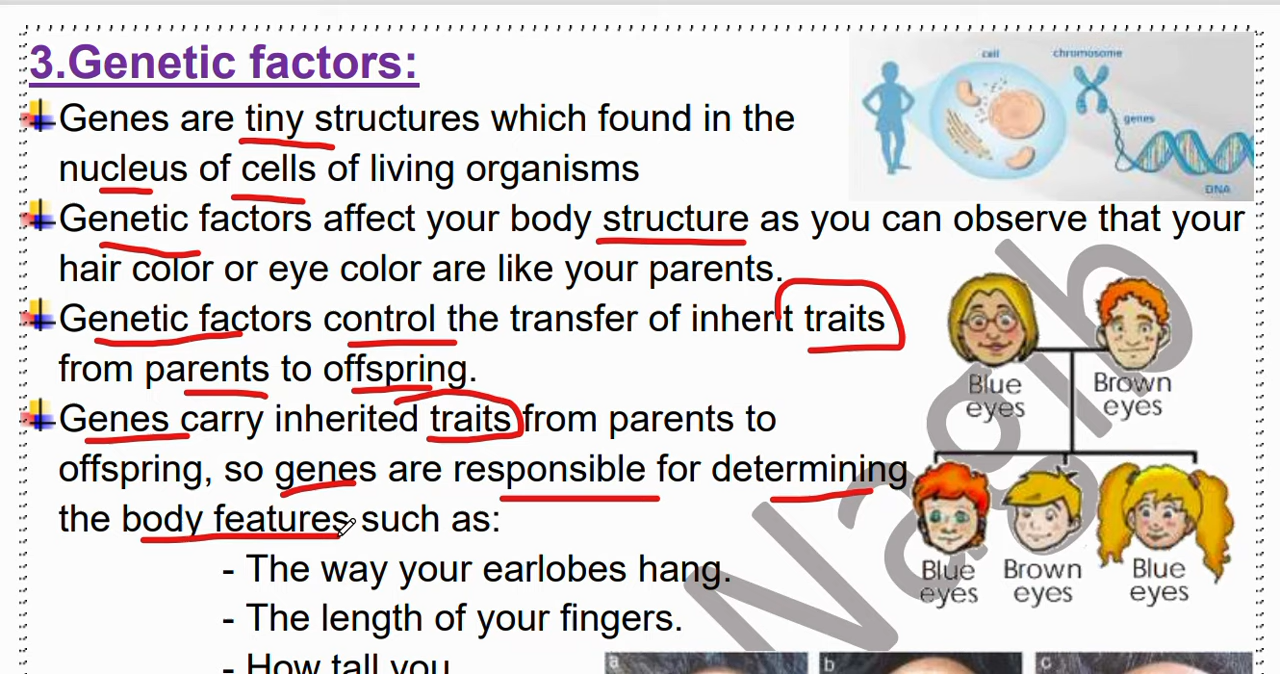 3.Genetic factors:
Genes are tiny structures which found in the
nucleus of cells of living organisms
Genetic factors affect your body structure as you can observe that your
hair color or eye color are like your parents.
Genetic factors control the transfer of inherit traits
from parents to offspring.
Genes carry inherited traits from parents to
offspring, so genes are responsible for determining
the body features such as:
- The way your earlobes hang.
- The length of your fingers.
- How tall you
cell
chromosome
genes
DNA
Blue
eyes
Brown
eyes
Blue
eyes
Brown
eyes
Blue
eyes
Nagib
a
b
c